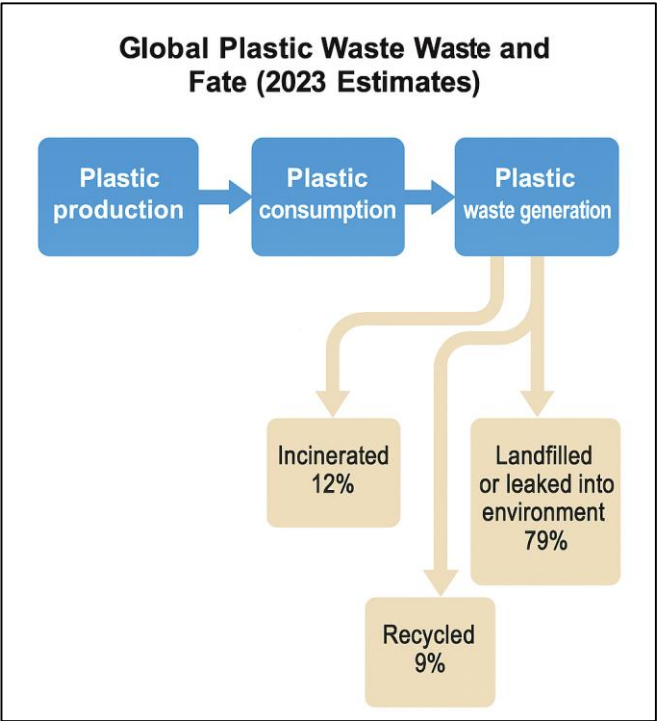 Global Plastic Waste Waste and
Fate (2023 Estimates)
Plastic
production
Plastic
consumption
Plastic
waste generation
Incinerated
12%
Landfilled
or leaked into
environment
79%
Recycled
9%